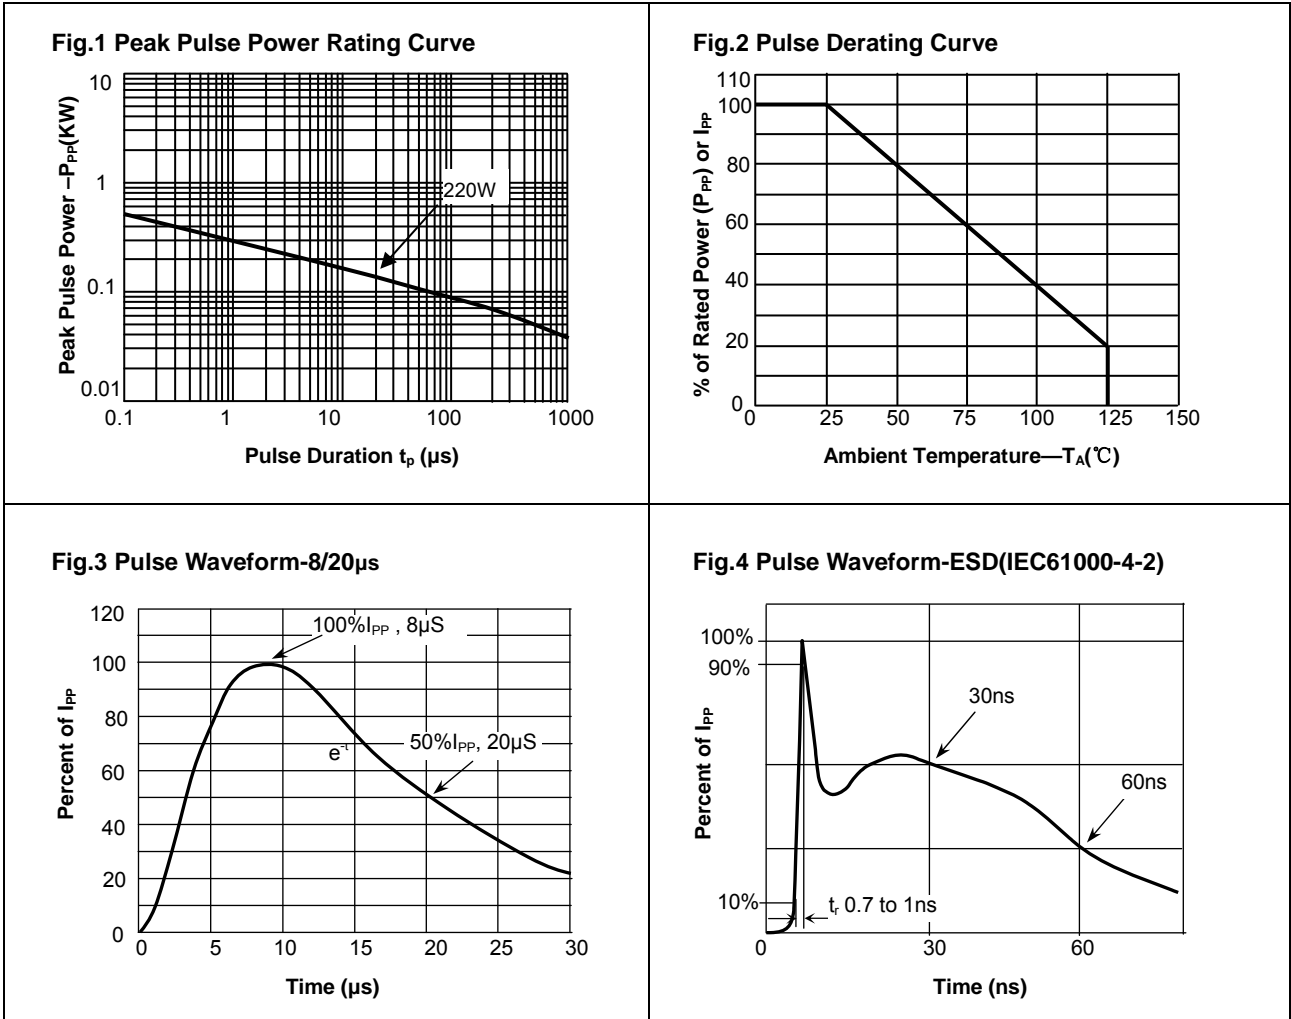 Fig.1 Peak Pulse Power Rating Curve
Peak Pulse Power –PPP(KW)
10
1
0.1
0.01
220W
0.1 1 10 100 1000
Pulse Duration tp (µs)
Fig.2 Pulse Derating Curve
% of Rated Power (PPP) or IPP
110
100
80
60
40
20
0
0 25 50 75 100 125 150
Ambient Temperature—TA(℃)
Fig.3 Pulse Waveform-8/20µs
Percent of IPP
120
100
80
60
40
20
0
100%IPP , 8µS
e-t
50%IPP, 20µS
0 5 10 15 20 25 30
Time (µs)
Fig.4 Pulse Waveform-ESD(IEC61000-4-2)
Percent of IPP
100%
90%
10%
30ns
60ns
tr 0.7 to 1ns
0 30 60
Time (ns)